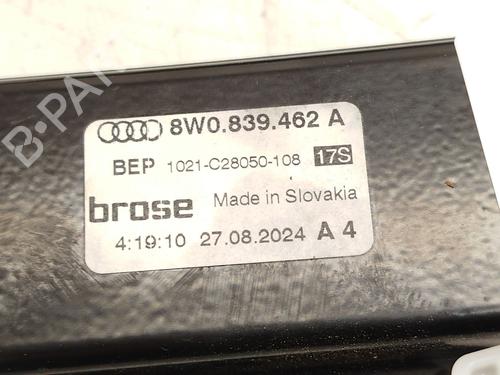 8W0.839.462 A
BEP 1021-C28050-108 17S
brose Made in Slovakia
4:19:10 27.08.2024 A 4
B-PARTS